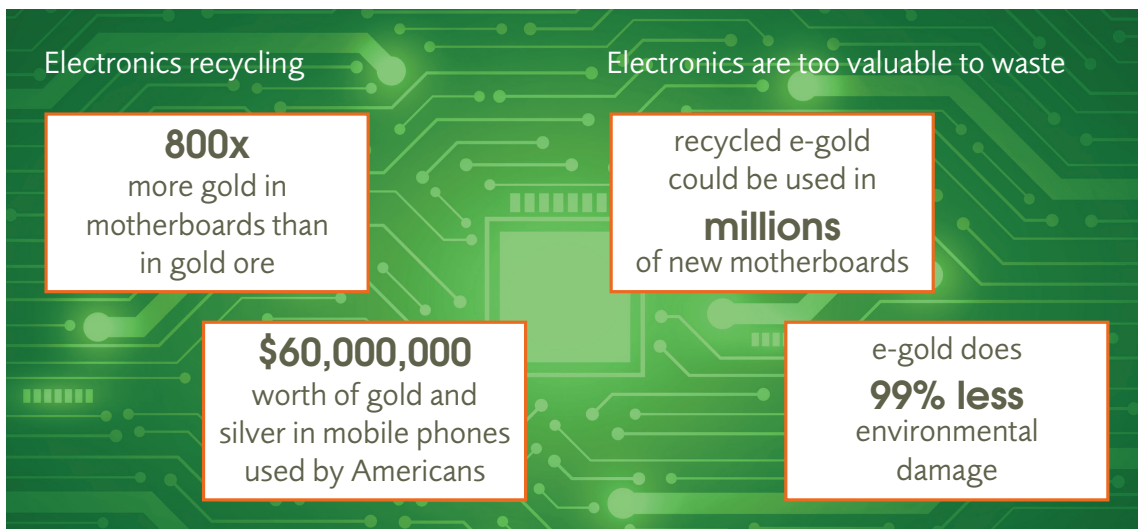 Electronics recycling
800x
more gold in
motherboards than
in gold ore
$60,000,000
worth of gold and
silver in mobile phones
used by Americans
Electronics are too valuable to waste
recycled e-gold
could be used in
millions
of new motherboards
e-gold does
99% less
environmental
damage